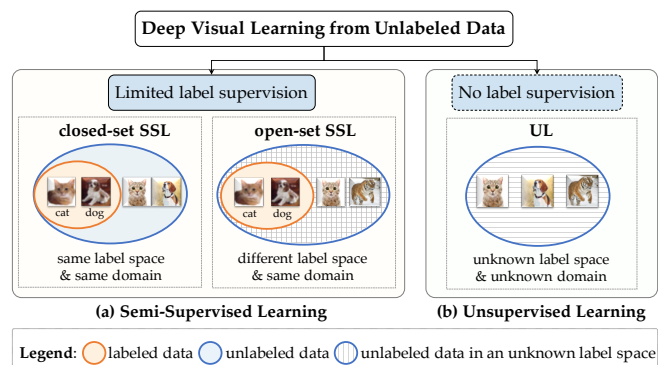 Deep Visual Learning from Unlabeled Data
Limited label supervision
No label supervision
closed-set SSL
open-set SSL
UL
cat dog
cat dog
same label space
& same domain
different label space
& same domain
unknown label space
& unknown domain
(a) Semi-Supervised Learning
(b) Unsupervised Learning
Legend: labeled data unlabeled data unlabeled data in an unknown label space